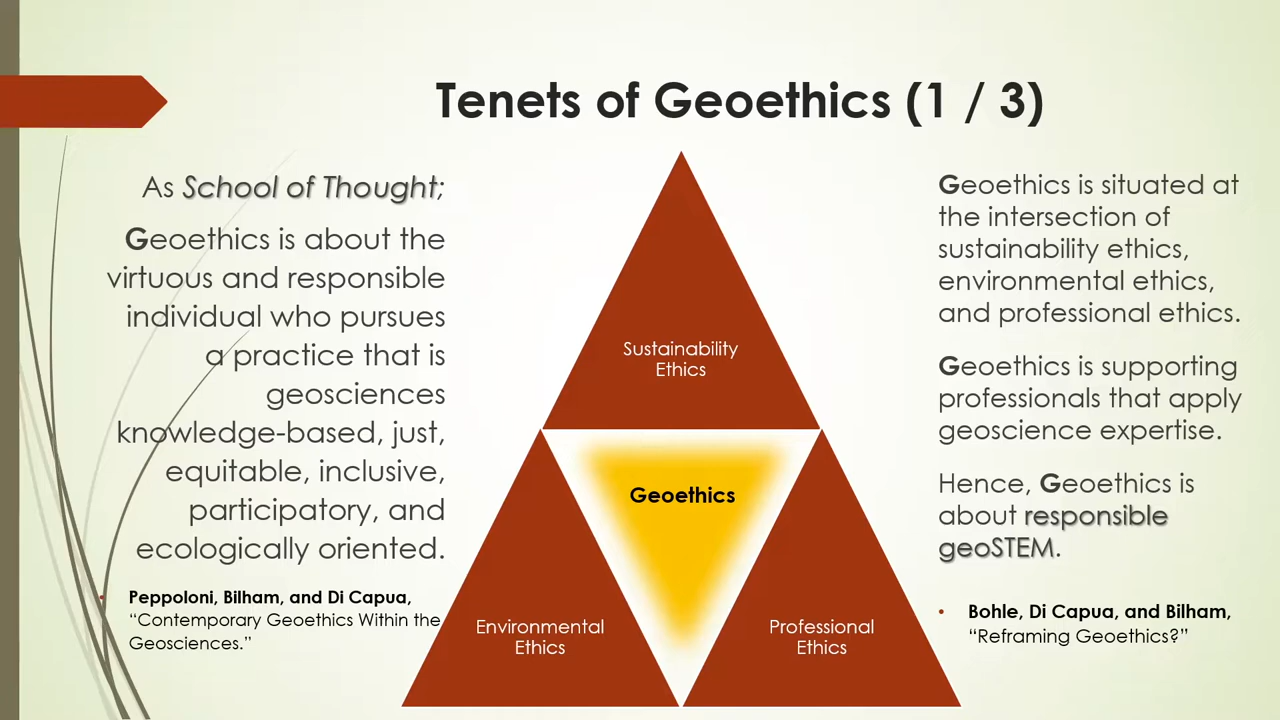 Tenets of Geoethics (1 / 3)
As School of Thought;
Geoethics is about the
virtuous and responsible
individual who pursues
a practice that is
geosciences
knowledge-based, just,
equitable, inclusive,
participatory, and
ecologically oriented.
Peppoloni, Bilham, and Di Capua,
“Contemporary Geoethics Within the
Geosciences.”
Sustainability
Ethics
Geoethics
Environmental
Ethics
Professional
Ethics
Geoethics is situated at
the intersection of
sustainability ethics,
environmental ethics,
and professional ethics.
Geoethics is supporting
professionals that apply
geoscience expertise.
Hence, Geoethics is
about responsible
geoSTEM.
Bohle, Di Capua, and Bilham,
“Reframing Geoethics?”